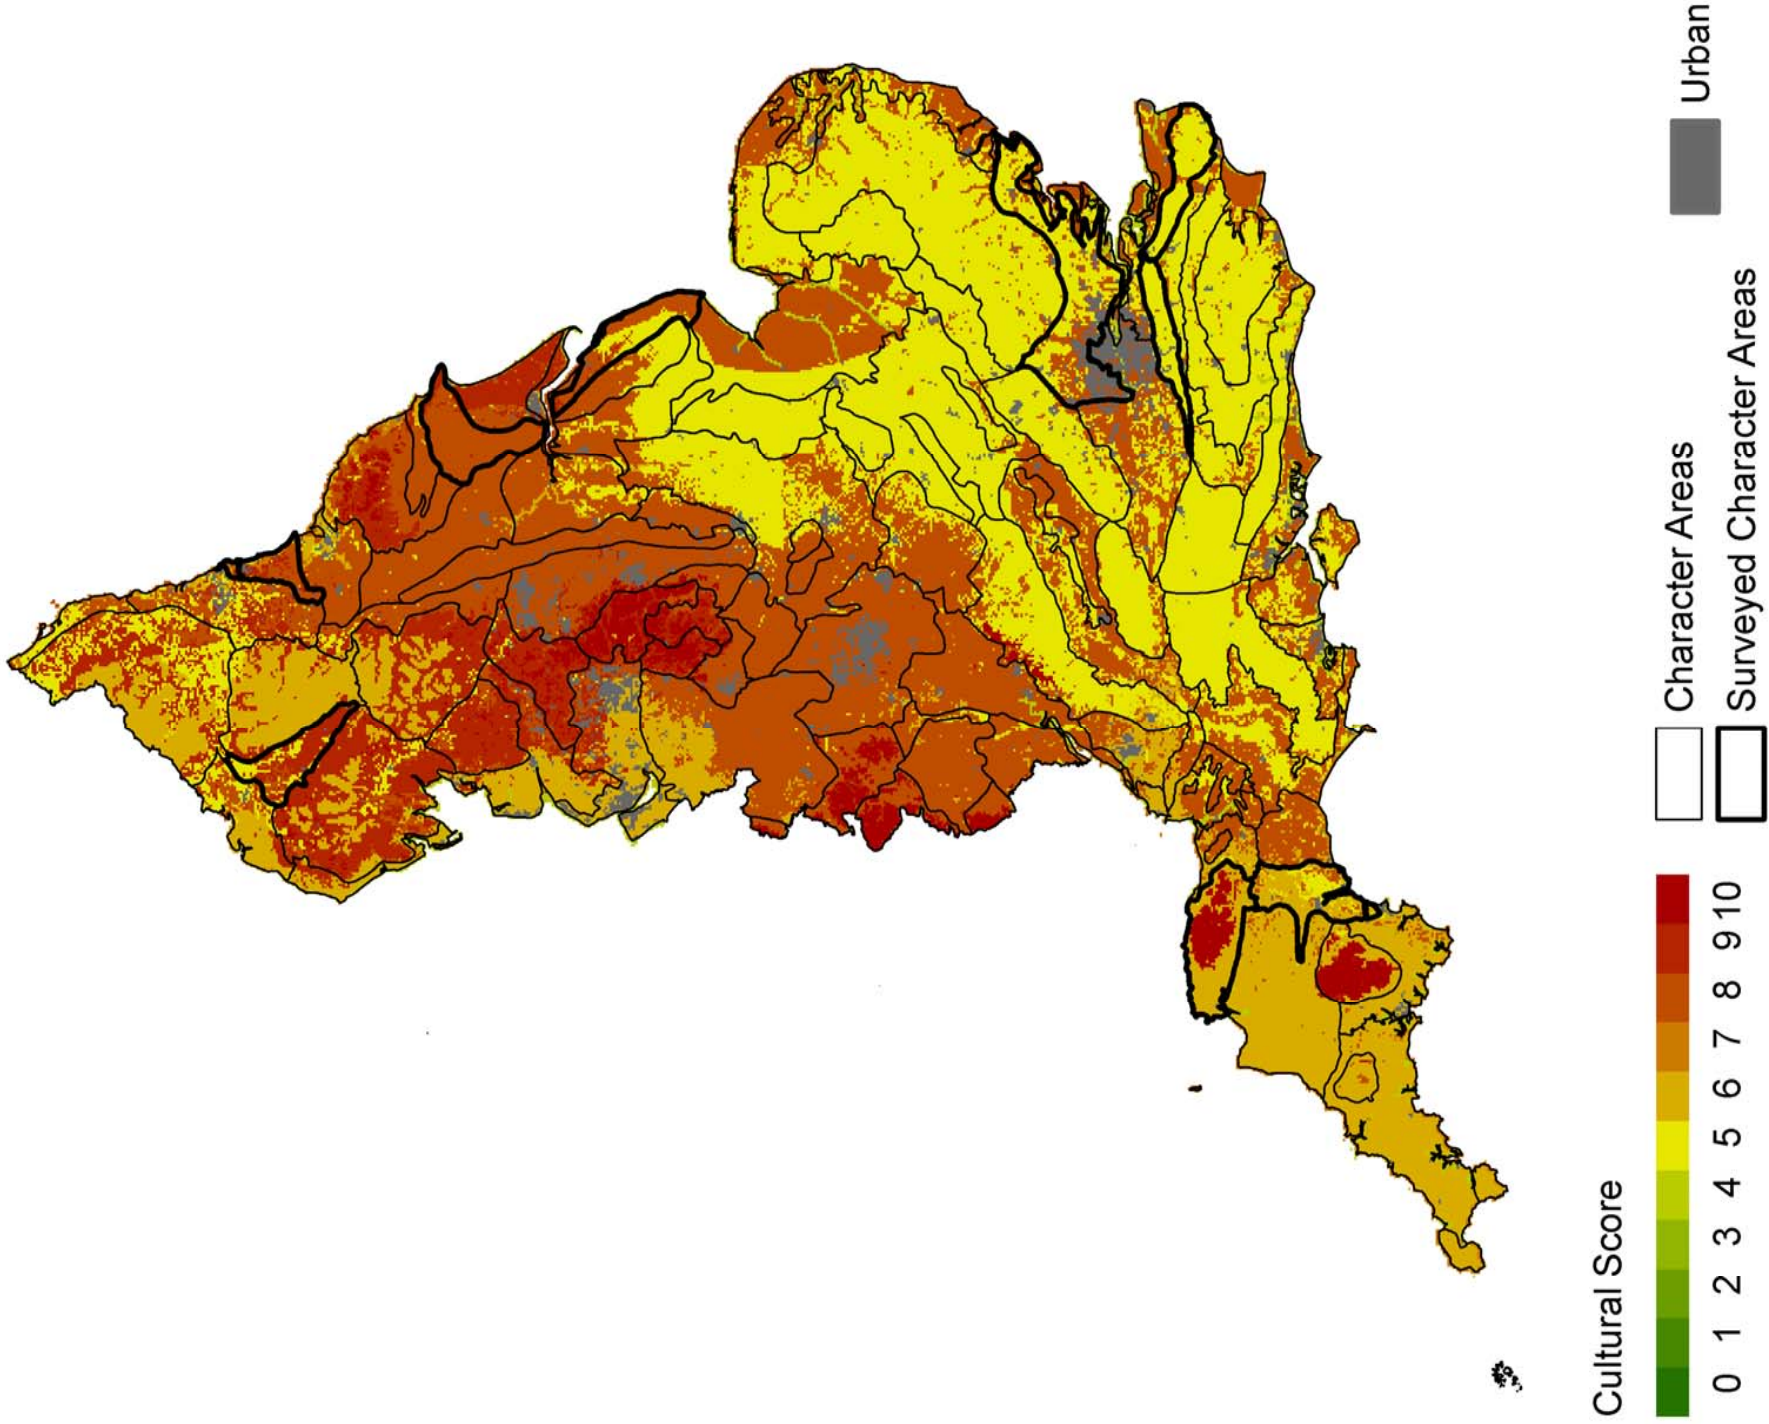 Cultural Score
0 1 2 3 4 5 6 7 8 9 10
Character Areas
Surveyed Character Areas
Urban